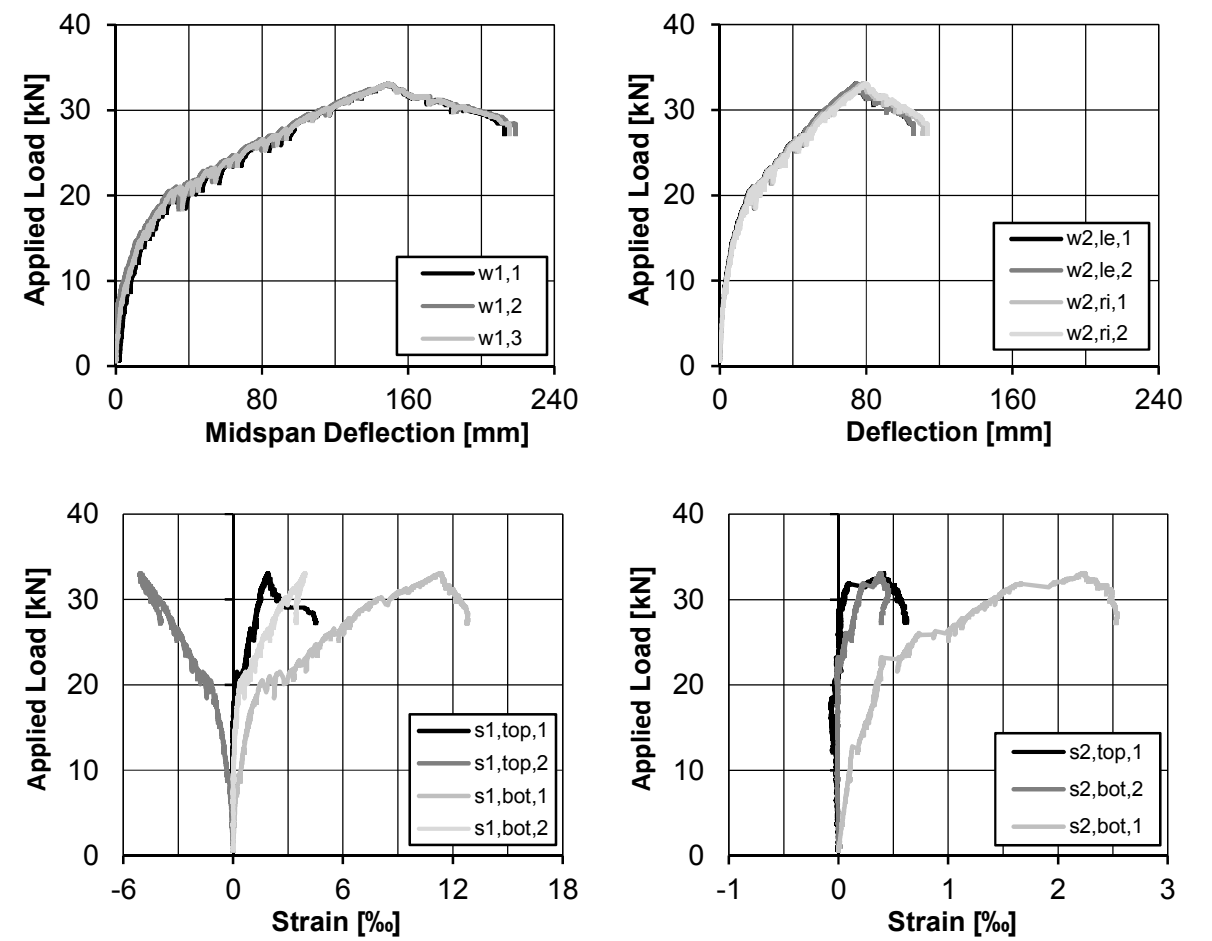 40
30
20
10
0
0 80 160 240
Applied Load [kN]
Midspan Deflection [mm]
w1,1
w1,2
w1,3
40
30
20
10
0
0 80 160 240
Applied Load [kN]
Deflection [mm]
w2,le,1
w2,le,2
w2,ri,1
w2,ri,2
40
30
20
10
0
-6 0 6 12 18
Applied Load [kN]
Strain [‰]
s1,top,1
s1,top,2
s1,bot,1
s1,bot,2
40
30
20
10
0
-1 0 1 2 3
Applied Load [kN]
Strain [‰]
s2,top,1
s2,bot,2
s2,bot,1